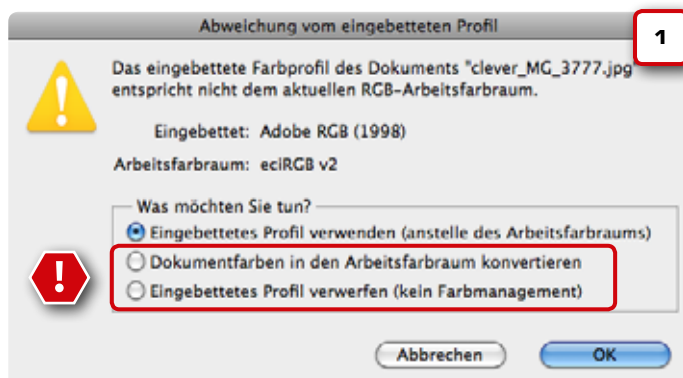 Abweichung vom eingebetteten Profil
1
Das eingebettete Farbprofil des Dokuments "clever_MG_3777.jpg"
entspricht nicht dem aktuellen RGB-Arbeitsfarbraum.
Eingebettet: Adobe RGB (1998)
Arbeitsfarbraum: eciRGB v2
Was möchten Sie tun?
Eingebettetes Profil verwenden (anstelle des Arbeitsfarbraums)
Dokumentfarben in den Arbeitsfarbraum konvertieren
!
Eingebettetes Profil verwerfen (kein Farbmanagement)
Abbrechen
OK